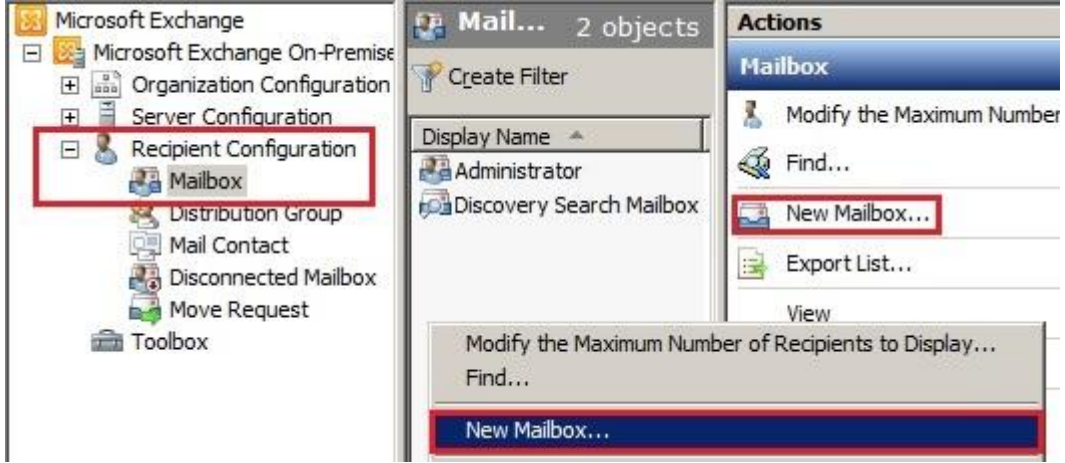 Microsoft Exchange
Microsoft Exchange On-Premise
Organization Configuration
Server Configuration
Recipient Configuration
Mailbox
Distribution Group
Mail Contact
Disconnected Mailbox
Move Request
Toolbox
Mail... 2 objects
Create Filter
Display Name
Administrator
Discovery Search Mailbox
Actions
Mailbox
Modify the Maximum Number
Find...
New Mailbox...
Export List...
View
Modify the Maximum Number of Recipients to Display...
Find...
New Mailbox...